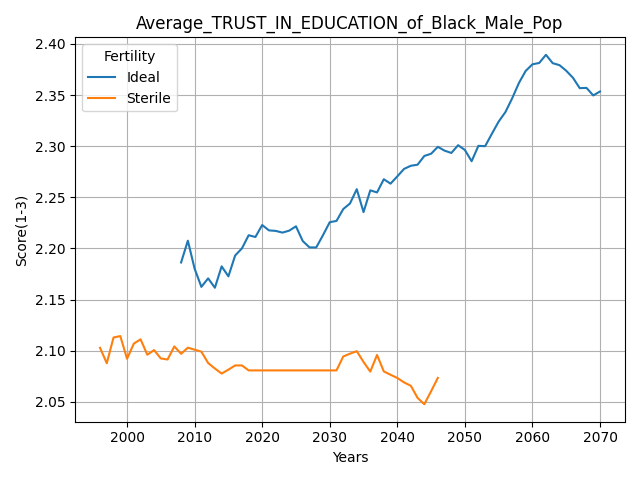 Average_TRUST_IN_EDUCATION_of_Black_Male_Pop
Fertility
Ideal
Sterile
Score(1-3)
2.40
2.35
2.30
2.25
2.20
2.15
2.10
2.05
2000 2010 2020 2030 2040 2050 2060 2070
Years